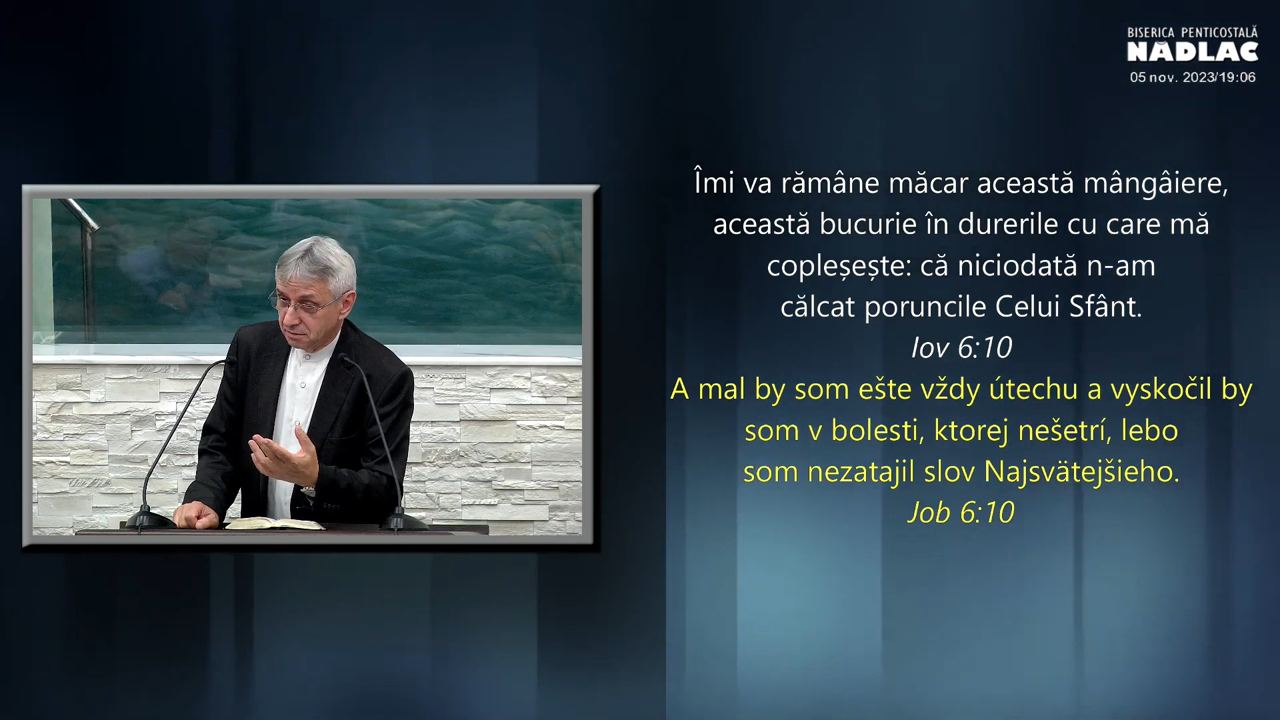 BISERICA PENTICOSTALĂ
NĂDLAC
05 nov. 2023/19:06
Îmi va rămâne măcar această mângâiere,
această bucurie în durerile cu care mă
copleșește: că niciodată n-am
călcat poruncile Celui Sfânt.
Iov 6:10
A mal by som ešte vždy útechu a vyskočil by
som v bolesti, ktorej nešetrí, lebo
som nezatajil slov Najsvätejšieho.
Job 6:10